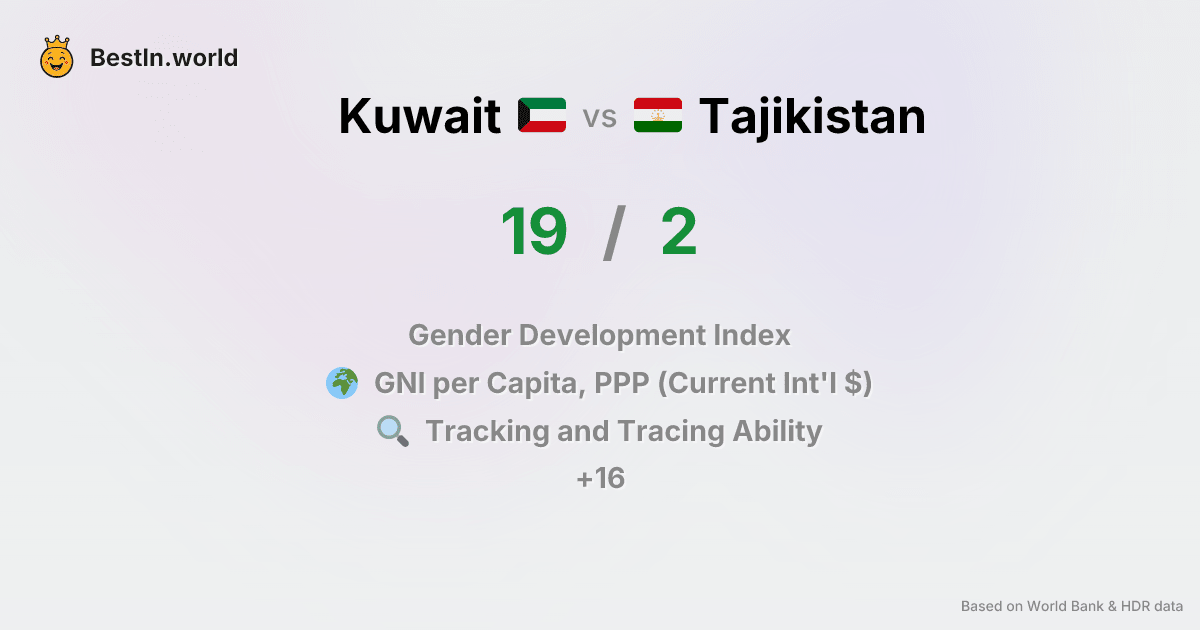 BestIn.world
Kuwait vs Tajikistan
19 / 2
Gender Development Index
GNI per Capita, PPP (Current Int'l $)
Tracking and Tracing Ability
+16
Based on World Bank & HDR data